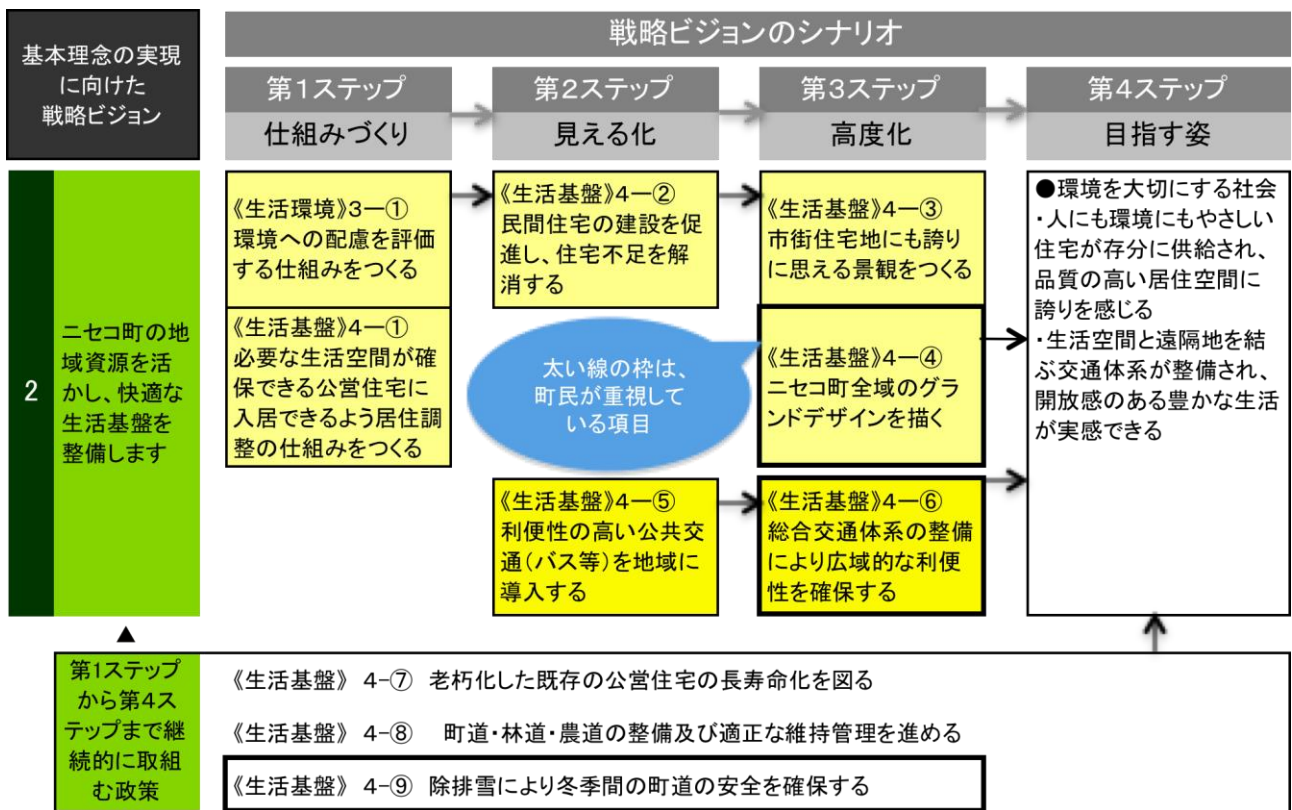 基本理念の実現
に向けた
戦略ビジョン
戦略ビジョンのシナリオ
第1ステップ
仕組みづくり
第2ステップ
見える化
第3ステップ
高度化
第4ステップ
目指す姿
2
ニセコ町の地
域資源を活
かし、快適な
生活基盤を
整備します
《生活環境》3―①
環境への配慮を評価
する仕組みをつくる
《生活基盤》4―①
必要な生活空間が確
保できる公営住宅に
入居できるよう居住調
整の仕組みをつくる
《生活基盤》4―②
民間住宅の建設を促
進し、住宅不足を解
消する
太い線の枠は、
町民が重視して
いる項目
《生活基盤》4―⑤
利便性の高い公共交
通(バス等)を地域に
導入する
《生活基盤》4―③
市街住宅地にも誇り
に思える景観をつくる
《生活基盤》4―④
ニセコ町全域のグラ
ンドデザインを描く
《生活基盤》4―⑥
総合交通体系の整備
により広域的な利便
性を確保する
●環境を大切にする社会
・人にも環境にもやさしい
住宅が存分に供給され、
品質の高い居住空間に
誇りを感じる
・生活空間と遠隔地を結
ぶ交通体系が整備され、
開放感のある豊かな生活
が実感できる
▲
第1ステップ
から第4ス
テップまで継
続的に取組
む政策
《生活基盤》 4-⑦ 老朽化した既存の公営住宅の長寿命化を図る
《生活基盤》 4-⑧ 町道・林道・農道の整備及び適正な維持管理を進める
《生活基盤》 4-⑨ 除排雪により冬季間の町道の安全を確保する